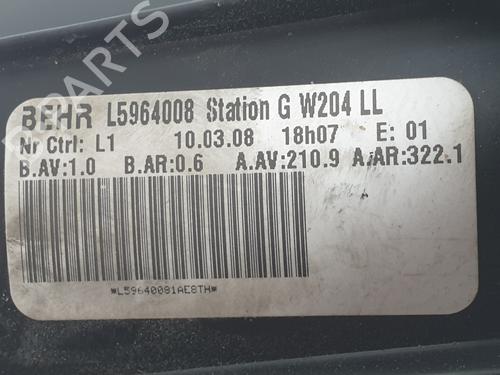 BEHR L5964008 Station G W204 LL
Nr Ctrl: L1 10.03.08 18h07 E: 01
B.AV:1.0 B.AR:0.6 A.AV:210.9 A.AR:322.1
*L59640081AE8TH*
PARTS